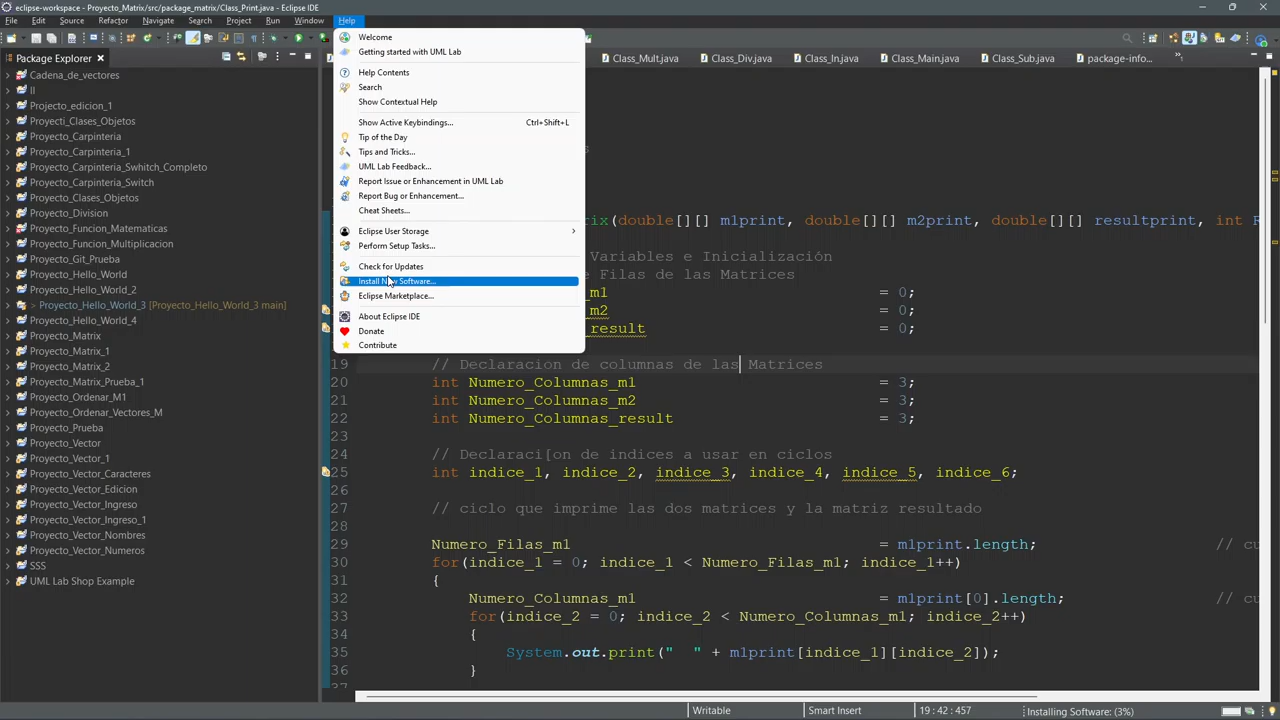 eclipse-workspace - Proyecto_Matrix/src/package_matrix/Class_Print.java - Eclipse IDE
File Edit Source Refactor Navigate Search Project Run Window Help
Package Explorer
Class_Mult.java Class_Div.java Class_In.java Class_Main.java Class_Sub.java package-info...
Cadena_de_vectores
II
Projecto_edicion_1
Proyecti_Clases_Objetos
Proyecto_Carpinteria
Proyecto_Carpinteria_1
Proyecto_Carpinteria_Swhitch_Completo
Proyecto_Carpinteria_Switch
Proyecto_Clases_Objetos
Proyecto_Division
Proyecto_Funcion_Matematicas
Proyecto_Funcion_Multiplicacion
Proyecto_Git_Prueba
Proyecto_Hello_World
Proyecto_Hello_World_2
> Proyecto_Hello_World_3 [Proyecto_Hello_World_3 main]
Proyecto_Hello_World_4
Proyecto_Matrix
Proyecto_Matrix_1
Proyecto_Matrix_2
Proyecto_Matrix_Prueba_1
Proyecto_Ordenar_M1
Proyecto_Ordenar_Vectores_M
Proyecto_Prueba
Proyecto_Vector
Proyecto_Vector_1
Proyecto_Vector_Caracteres
Proyecto_Vector_Edicion
Proyecto_Vector_Ingreso
Proyecto_Vector_Ingreso_1
Proyecto_Vector_Nombres
Proyecto_Vector_Numeros
SSS
UML Lab Shop Example
Welcome
Getting started with UML Lab
Help Contents
Search
Show Contextual Help
Show Active Keybindings... Ctrl+Shift+L
Tip of the Day
Tips and Tricks...
UML Lab Feedback...
Report Issue or Enhancement in UML Lab
Report Bug or Enhancement...
Cheat Sheets...
Eclipse User Storage
Perform Setup Tasks...
Check for Updates
Install New Software...
Eclipse Marketplace...
About Eclipse IDE
Donate
Contribute
s
rix(double[][] m1print, double[][] m2print, double[][] resultprint, int F
Variables e Inicialización
e Filas de las Matrices
m1 = 0;
m2 = 0;
result = 0;
19 // Declaracion de columnas de las Matrices
20 int Numero_Columnas_m1 = 3;
21 int Numero_Columnas_m2 = 3;
22 int Numero_Columnas_result = 3;
23
24 // Declaraci[on de indices a usar en ciclos
25 int indice_1, indice_2, indice_3, indice_4, indice_5, indice_6;
26
27 // ciclo que imprime las dos matrices y la matriz resultado
28
29 Numero_Filas_m1 = m1print.length; // cu
30 for(indice_1 = 0; indice_1 < Numero_Filas_m1; indice_1++)
31 {
32 Numero_Columnas_m1 = m1print[0].length; // cu
33 for(indice_2 = 0; indice_2 < Numero_Columnas_m1; indice_2++)
34 {
35 System.out.print("  " + m1print[indice_1][indice_2]);
36 }
37
Writable Smart Insert 19 : 42 : 457 Installing Software: (3%)